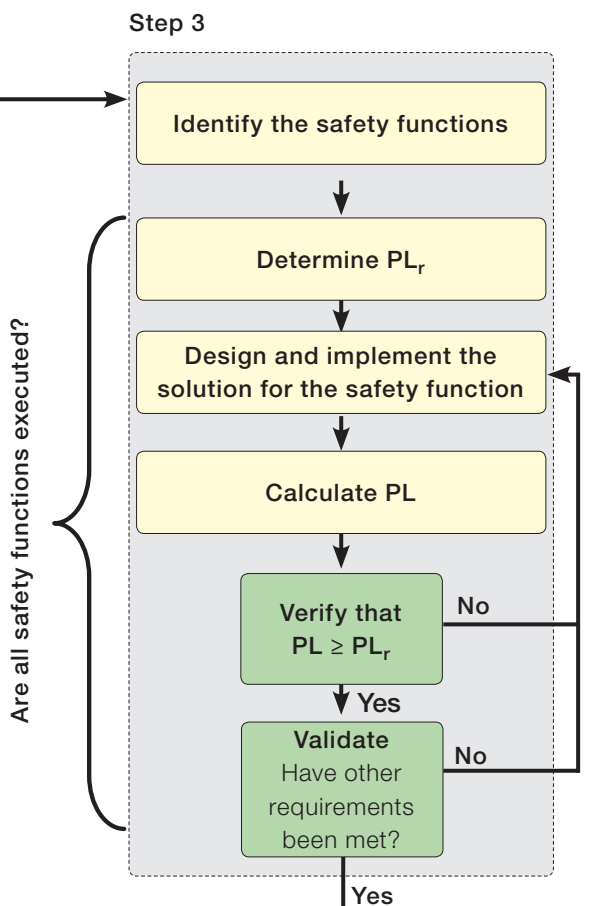 Step 3
Identify the safety functions
Are all safety functions executed?
Determine PLr
Design and implement the
solution for the safety function
Calculate PL
Verify that
PL ≥ PLr
No
Yes
Validate
Have other
requirements
been met?
No
Yes